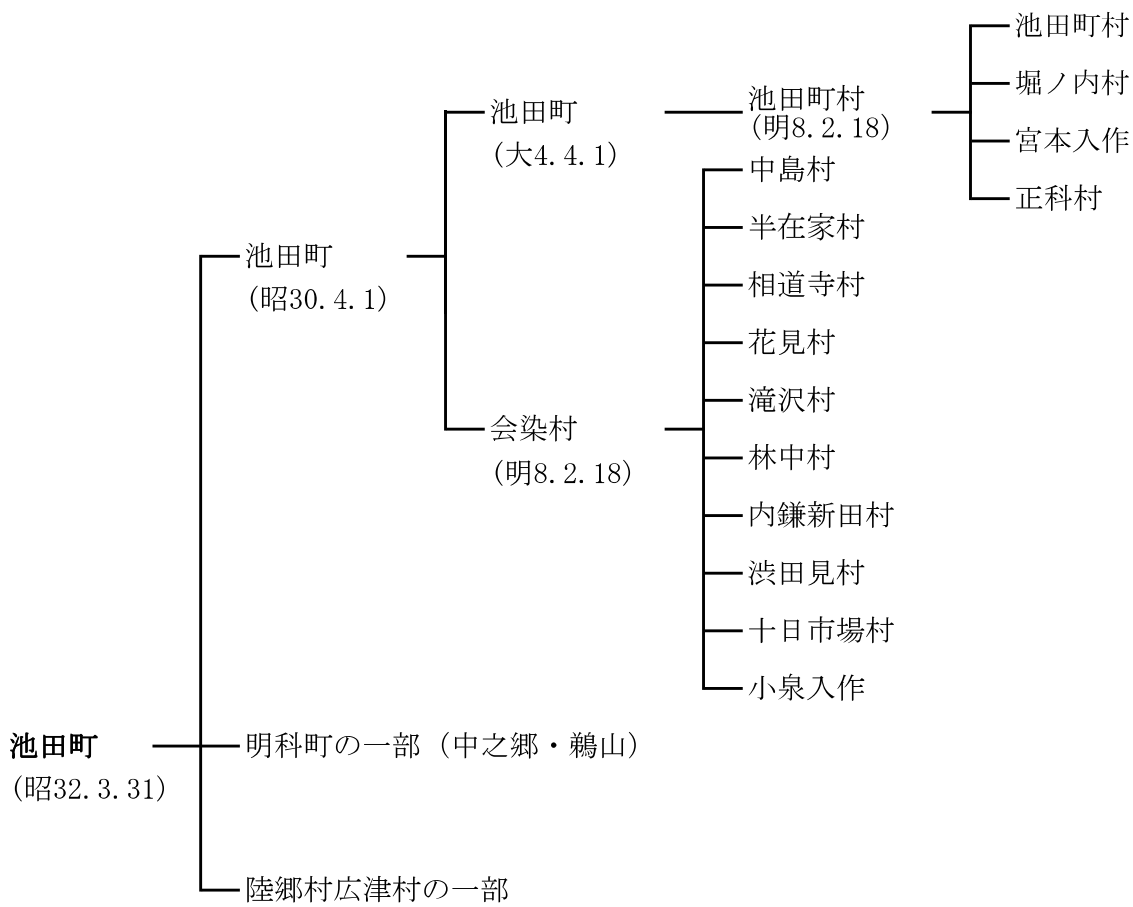 池田町村
堀ノ内村
宮本入作
正科村
池田町
(大4.4.1)
池田町村
(明8.2.18)
中島村
半在家村
相道寺村
花見村
滝沢村
林中村
内鎌新田村
渋田見村
十日市場村
小泉入作
池田町
(昭30.4.1)
会染村
(明8.2.18)
池田町
(昭32.3.31)
明科町の一部（中之郷・鵜山）
陸郷村広津村の一部